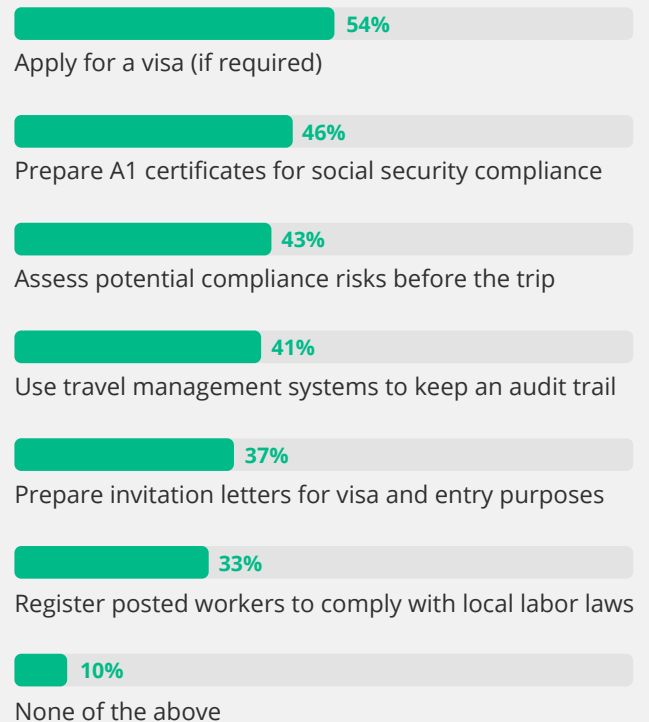 54%
Apply for a visa (if required)
46%
Prepare A1 certificates for social security compliance
43%
Assess potential compliance risks before the trip
41%
Use travel management systems to keep an audit trail
37%
Prepare invitation letters for visa and entry purposes
33%
Register posted workers to comply with local labor laws
10%
None of the above